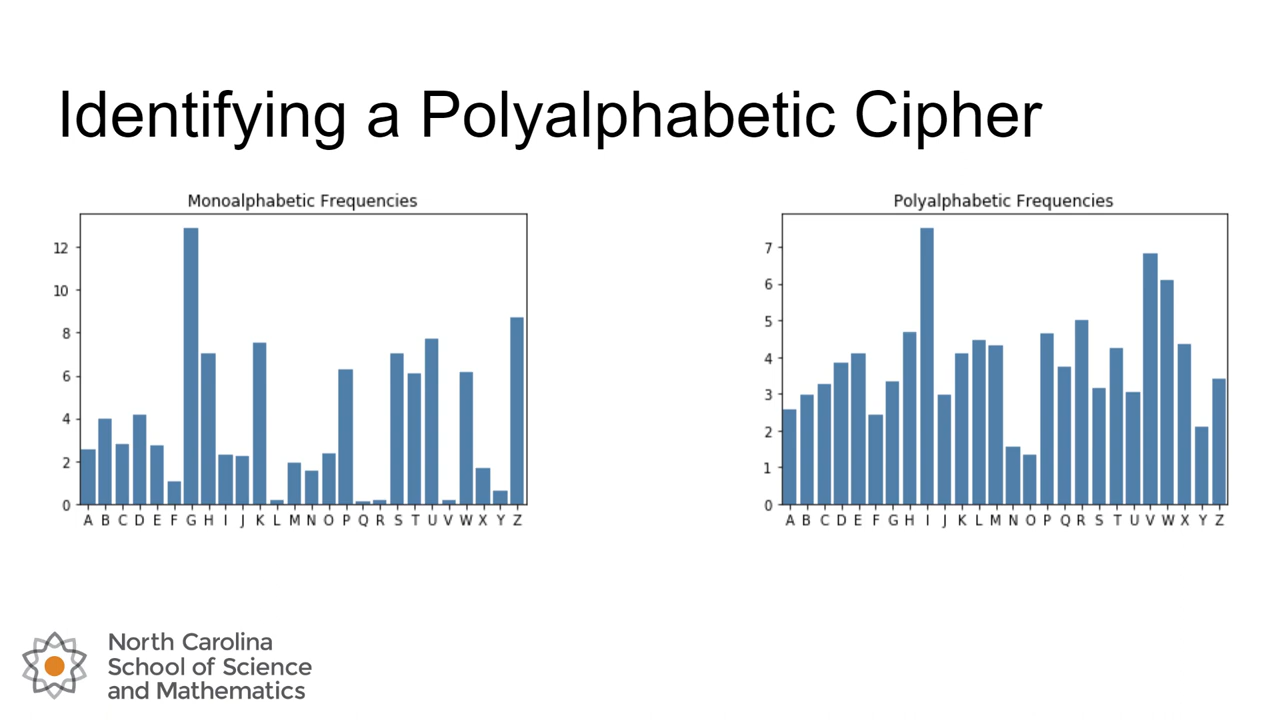 Identifying a Polyalphabetic Cipher
Monoalphabetic Frequencies
12
10
8
6
4
2
0
A B C D E F G H I J K L M N O P Q R S T U V W X Y Z
Polyalphabetic Frequencies
7
6
5
4
3
2
1
0
A B C D E F G H I J K L M N O P Q R S T U V W X Y Z
North Carolina
School of Science
and Mathematics